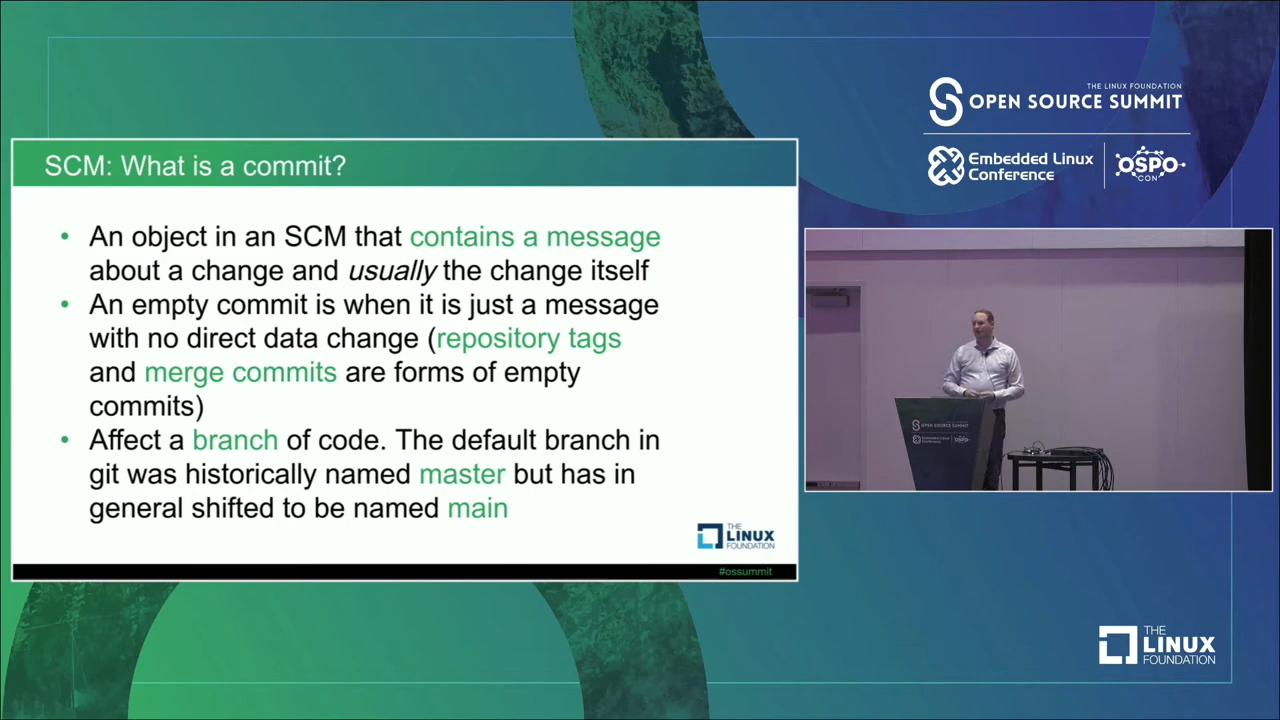 THE LINUX FOUNDATION
OPEN SOURCE SUMMIT
Embedded Linux
Conference
OSPO
CON
SCM: What is a commit?
• An object in an SCM that contains a message
about a change and usually the change itself
• An empty commit is when it is just a message
with no direct data change (repository tags
and merge commits are forms of empty
commits)
• Affect a branch of code. The default branch in
git was historically named master but has in
general shifted to be named main
THE
LINUX
FOUNDATION
#ossummit
OPEN SOURCE SUMMIT
THE
LINUX
FOUNDATION